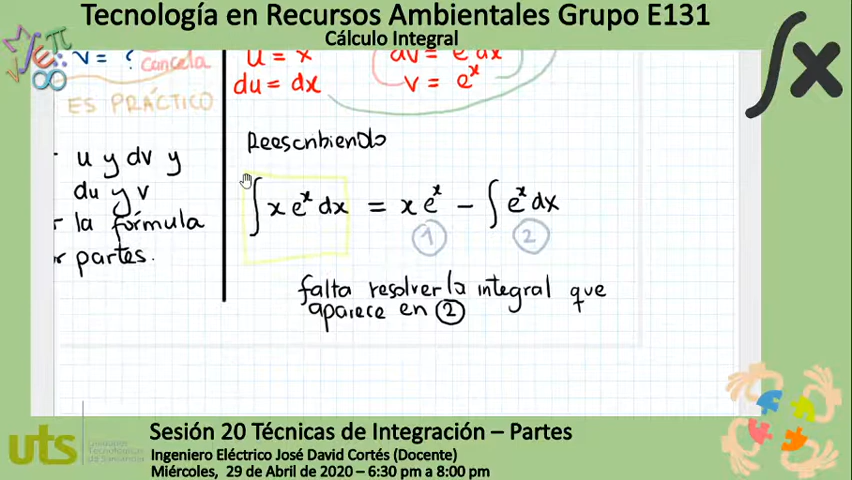 Tecnología en Recursos Ambientales Grupo E131
Cálculo Integral
v = ? cancela
ES PRÁCTICO
u y dv y
du y v
la fórmula
partes.
u = x
du = dx
dv = e^x dx
v = e^x
Reescribiendo
∫ x e^x dx = x e^x - ∫ e^x dx
1 2
falta resolver la integral que
aparece en 2
∫x
uts
Sesión 20 Técnicas de Integración – Partes
Ingeniero Eléctrico José David Cortés (Docente)
Miércoles, 29 de Abril de 2020 – 6:30 pm a 8:00 pm